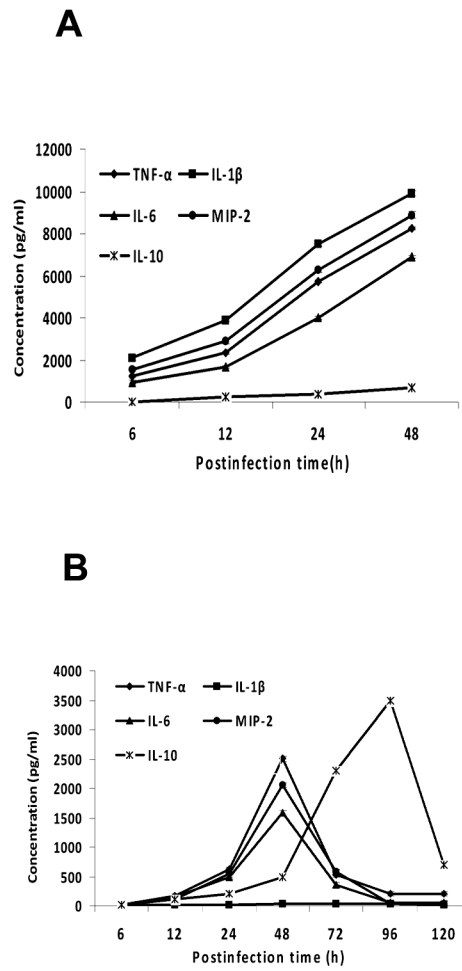 A
12000
10000
8000
6000
4000
2000
0
Concentration (pg/ml)
TNF-α IL-1β
IL-6 MIP-2
IL-10
6 12 24 48
Postinfection time(h)
B
4000
3500
3000
2500
2000
1500
1000
500
0
Concentration (pg/ml)
TNF-α IL-1β
IL-6 MIP-2
IL-10
6 12 24 48 72 96 120
Postinfection time (h)